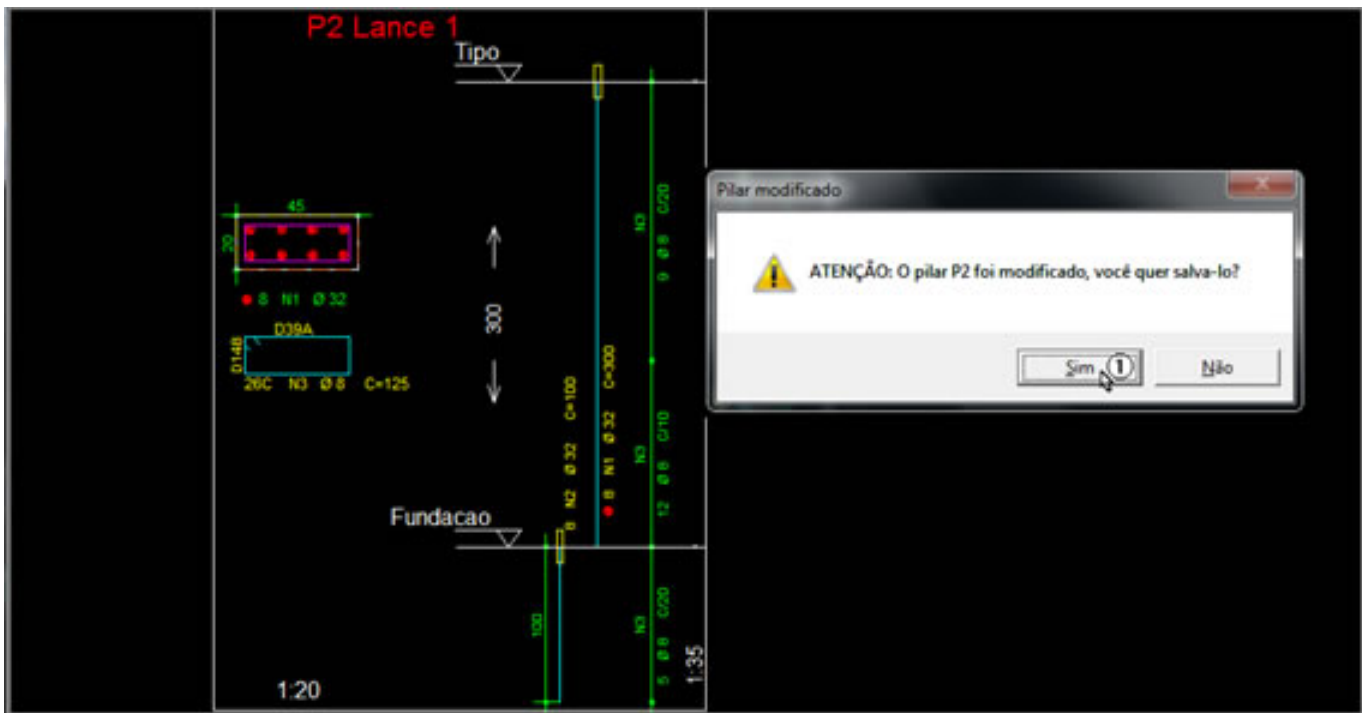 P2 Lance 1
Tipo
45
20
8 N1 Ø 32
D39A
D14B
26C N3 Ø 8 C=125
300
N3
9 Ø 8 C/20
8 N2 Ø 32 C=100
8 N1 Ø 32 C=300
N3
12 Ø 8 C/10
Fundacao
100
N3
5 Ø 8 C/20
1:20
1:35
Pilar modificado
ATENÇÃO: O pilar P2 foi modificado, você quer salva-lo?
Sim
1
Não